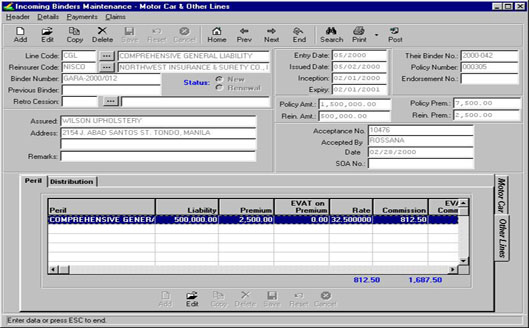 Incoming Binders Maintenance - Motor Car & Other Lines
Header Details Payments Claims
Add Edit Copy Delete Save Reset Cancel Home Prev Next End Search Print Post
Line Code: CGL ... COMPREHENSIVE GENERAL LIABILITY
Reinsurer Code: NISCO ... NORTHWEST INSURANCE & SURETY CO.,
Binder Number: GARA-2000/012
Previous Binder:
Status: New
Renewal
Retro Cession: ...
Entry Date: 05/2000
Issued Date: 05/02/2000
Inception: 02/01/2000
Expiry: 02/01/2001
Their Binder No.: 2000-042
Policy Number: 000305
Endorsement No.:
Policy Amt.: 1,500,000.00
Policy Prem.: 7,500.00
Rein. Amt.: 500,000.00
Rein. Prem.: 2,500.00
Assured: WILSON UPHOLSTERY
Address: 2154 J. ABAD SANTOS ST. TONDO, MANILA
Remarks:
Acceptance No. 10476
Accepted By ROSSANA
Date 02/28/2000
SOA No.:
Peril Distribution
Motor Car
Other Lines
Peril Liability Premium EVAT on Premium Rate Commission
COMPREHENSIVE GENERA 500,000.00 2,500.00 0.00 32.500000 812.50
812.50 1,687.50
Add Edit Copy Delete Save Reset Cancel
Enter data or press ESC to end.